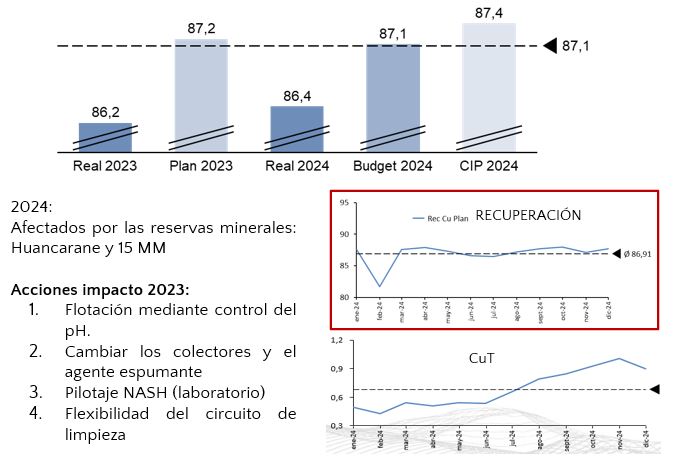 87,4
87,2
87,1
87,1
86,4
86,2
Real 2023
Plan 2023
Real 2024
Budget 2024
CIP 2024
2024:
Afectados por las reservas minerales:
Huancarane y 15 MM
Acciones impacto 2023:
1. Flotación mediante control del
pH.
2. Cambiar los colectores y el
agente espumante
3. Pilotaje NASH (laboratorio)
4. Flexibilidad del circuito de
limpieza
95
90
85
80
Rec Cu Plan
RECUPERACIÓN
Ø 86,91
ene-24
feb-24
mar-24
abr-24
may-24
jun-24
jul-24
ago-24
sept-24
oct-24
nov-24
dic-24
1,2
0,9
0,6
0,3
CuT
ene-24
feb-24
mar-24
abr-24
may-24
jun-24
jul-24
ago-24
sept-24
oct-24
nov-24
dic-24